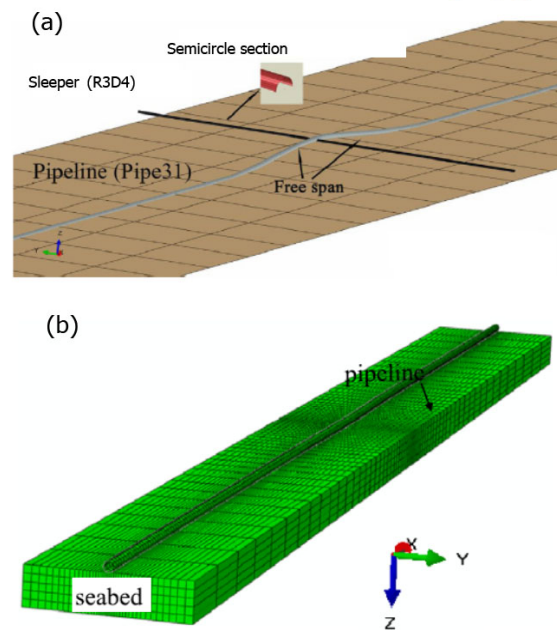 (a)
Semicircle section
Sleeper (R3D4)
Pipeline (Pipe31)
Free span
Z
Y
(b)
pipeline
X
Y
Z
seabed